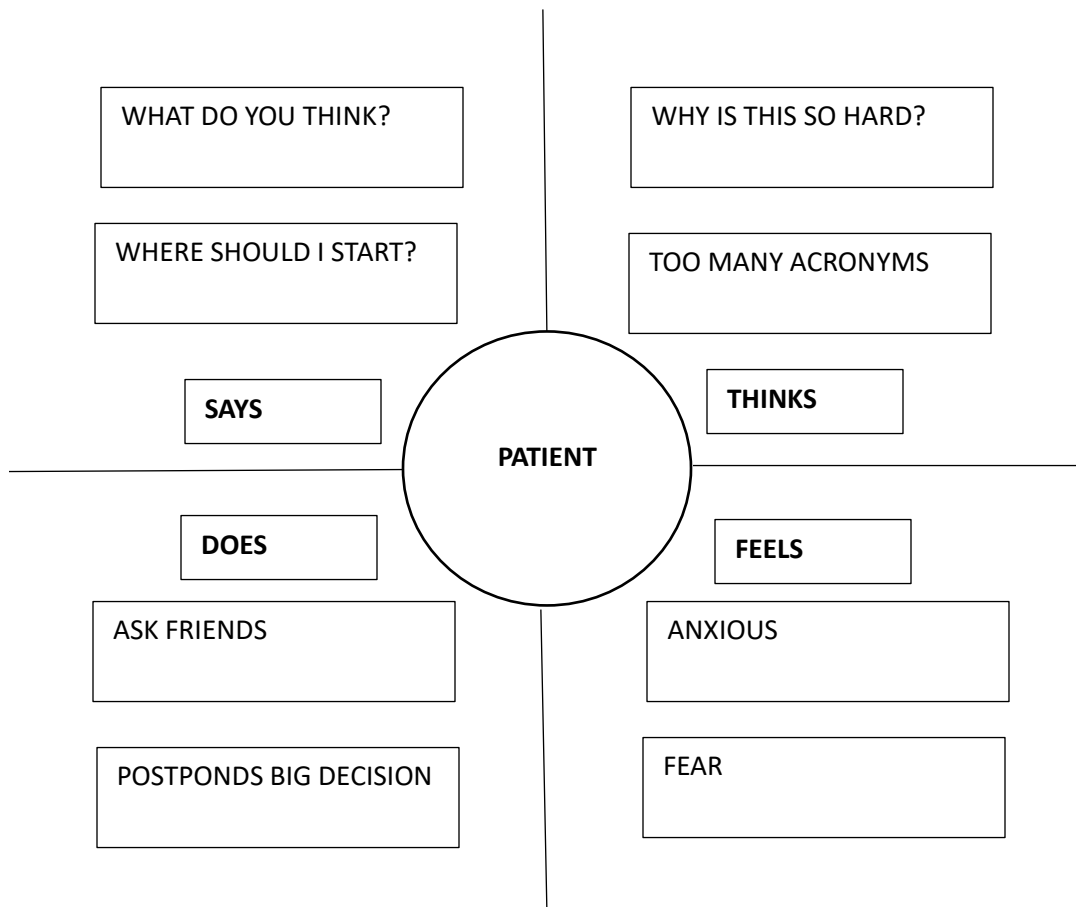 WHAT DO YOU THINK?
WHERE SHOULD I START?
SAYS
WHY IS THIS SO HARD?
TOO MANY ACRONYMS
THINKS
PATIENT
DOES
ASK FRIENDS
POSTPONDS BIG DECISION
FEELS
ANXIOUS
FEAR